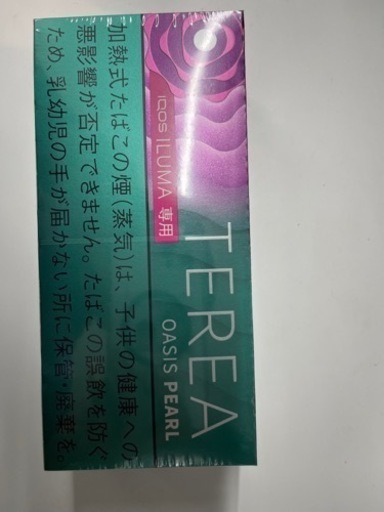 IQOS ILUMA 専用
TEREA
OASIS PEARL
加熱式たばこの煙(蒸気)は、子供の健康への
悪影響が否定できません。たばこの誤飲を防ぐ
ため、乳幼児の手が届かない所に保管・廃棄を。